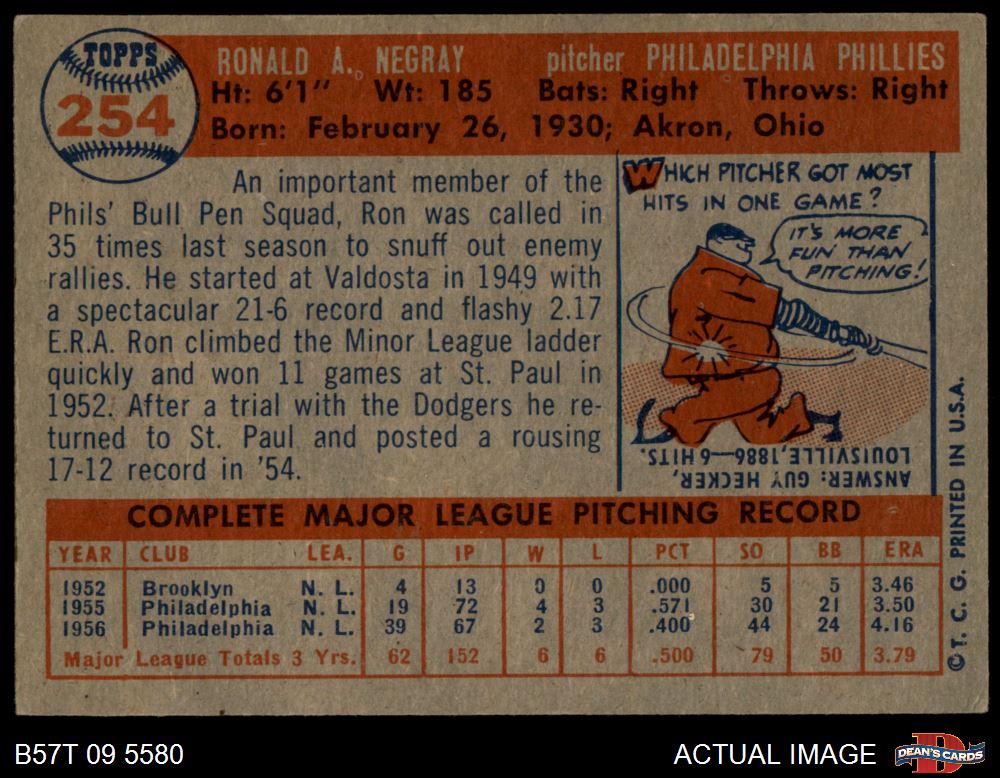 TOPPS
254
RONALD A. NEGRAY pitcher PHILADELPHIA PHILLIES
Ht: 6'1" Wt: 185 Bats: Right Throws: Right
Born: February 26, 1930; Akron, Ohio
An important member of the
Phils' Bull Pen Squad, Ron was called in
35 times last season to snuff out enemy
rallies. He started at Valdosta in 1949 with
a spectacular 21-6 record and flashy 2.17
E.R.A. Ron climbed the Minor League ladder
quickly and won 11 games at St. Paul in
1952. After a trial with the Dodgers he re-
turned to St. Paul and posted a rousing
17-12 record in '54.
WHICH PITCHER GOT MOST
HITS IN ONE GAME?
IT'S MORE
FUN THAN
PITCHING!
ANSWER: GUY HECKER,
LOUISVILLE, 1886—6 HITS.
COMPLETE MAJOR LEAGUE PITCHING RECORD
YEAR CLUB LEA. G IP W L PCT SO BB ERA
1952 Brooklyn N. L. 4 13 0 0 .000 5 5 3.46
1955 Philadelphia N. L. 19 72 4 3 .571 30 21 3.50
1956 Philadelphia N. L. 39 67 2 3 .400 44 24 4.16
Major League Totals 3 Yrs. 62 152 6 6 .500 79 50 3.79
© T. C. G. PRINTED IN U.S.A.
B57T 09 5580
ACTUAL IMAGE
DEAN'S CARDS